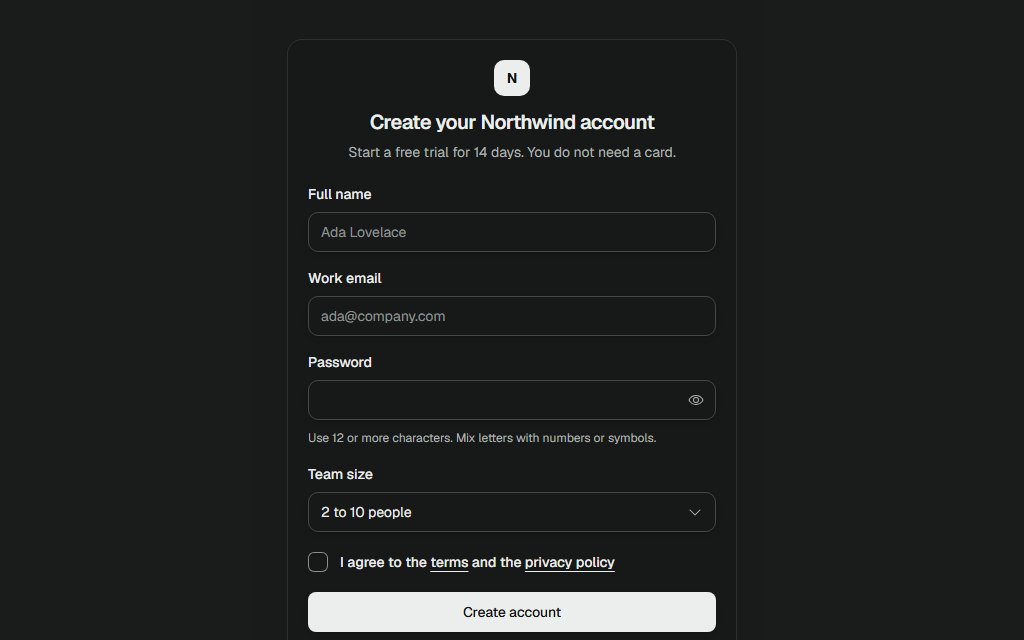 N
Create your Northwind account
Start a free trial for 14 days. You do not need a card.
Full name
Ada Lovelace
Work email
ada@company.com
Password
Use 12 or more characters. Mix letters with numbers or symbols.
Team size
2 to 10 people
I agree to the terms and the privacy policy
Create account